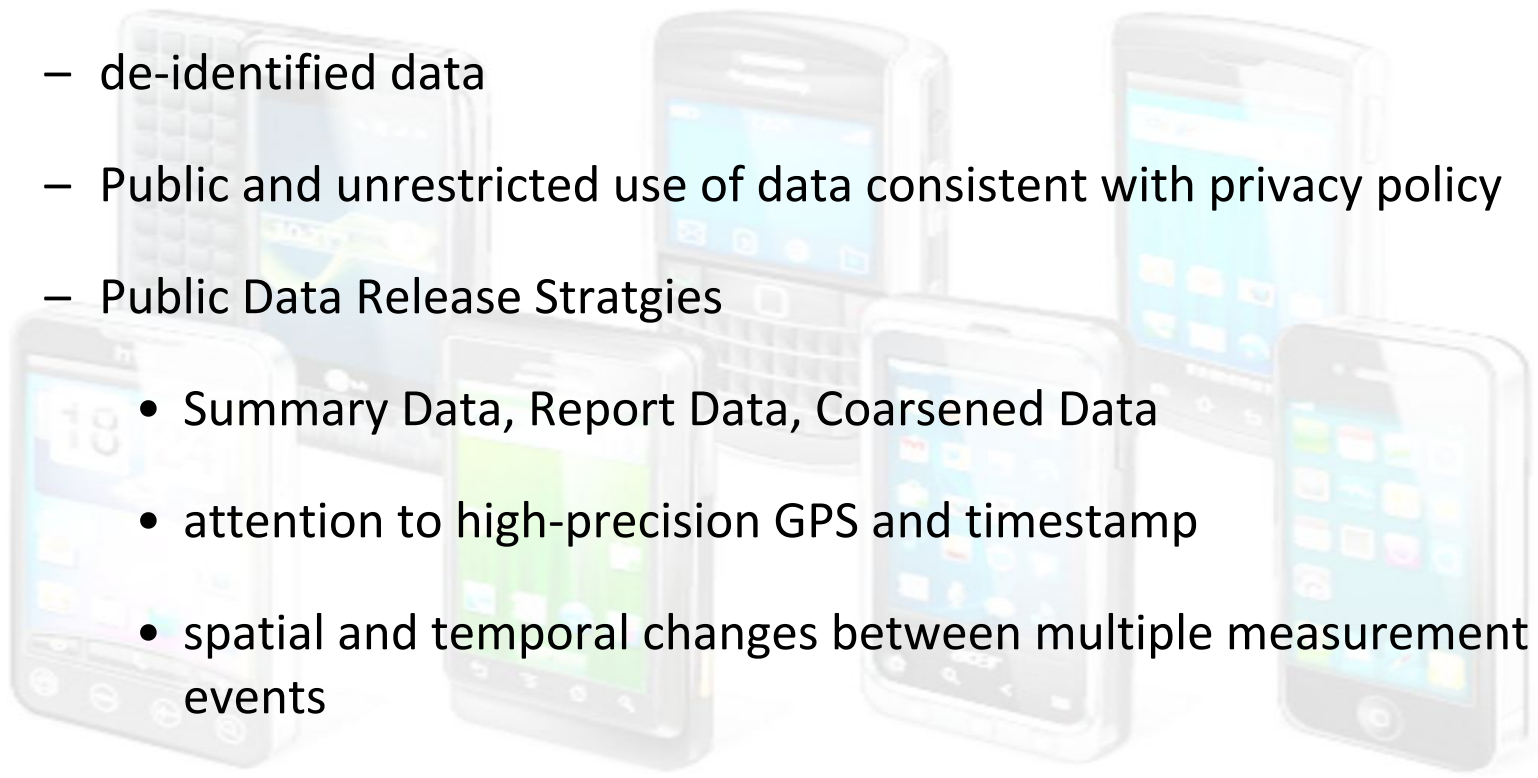 – de-identified data
– Public and unrestricted use of data consistent with privacy policy
– Public Data Release Stratgies
• Summary Data, Report Data, Coarsened Data
• attention to high-precision GPS and timestamp
• spatial and temporal changes between multiple measurement
events